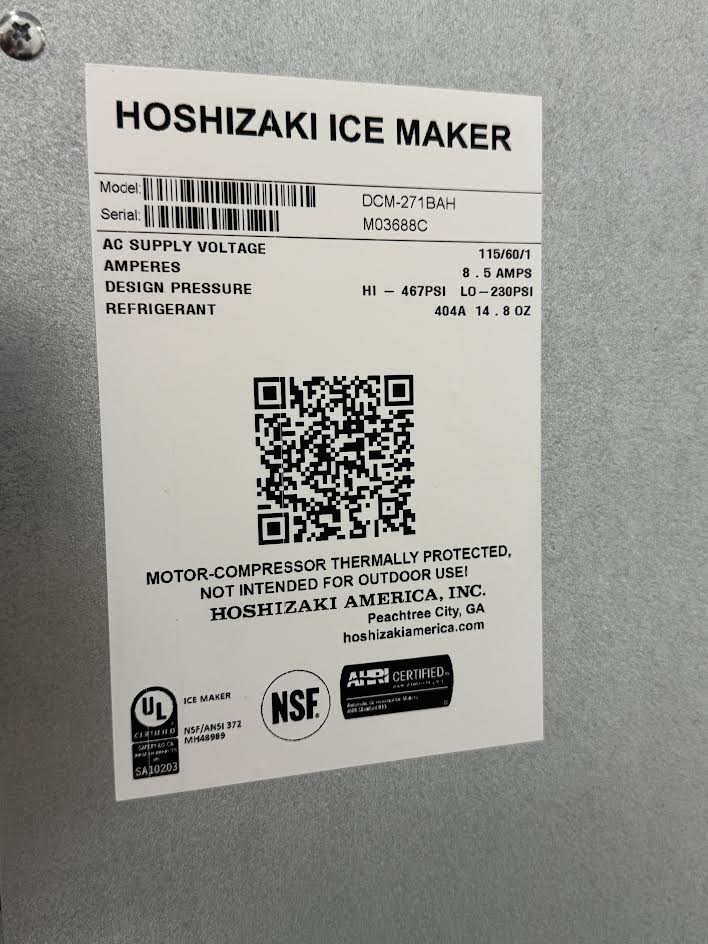 HOSHIZAKI ICE MAKER
Model: DCM-271BAH
Serial: M03688C
AC SUPPLY VOLTAGE 115/60/1
AMPERES 8 . 5 AMPS
DESIGN PRESSURE HI – 467PSI LO–230PSI
REFRIGERANT 404A 14 . 8 OZ
MOTOR-COMPRESSOR THERMALLY PROTECTED,
NOT INTENDED FOR OUTDOOR USE!
HOSHIZAKI AMERICA, INC.
Peachtree City, GA
hoshizakiamerica.com
UL
CERTIFIED
SA10203
ICE MAKER
NSF/ANSI 372
MH48989
NSF®
AHRI CERTIFIED